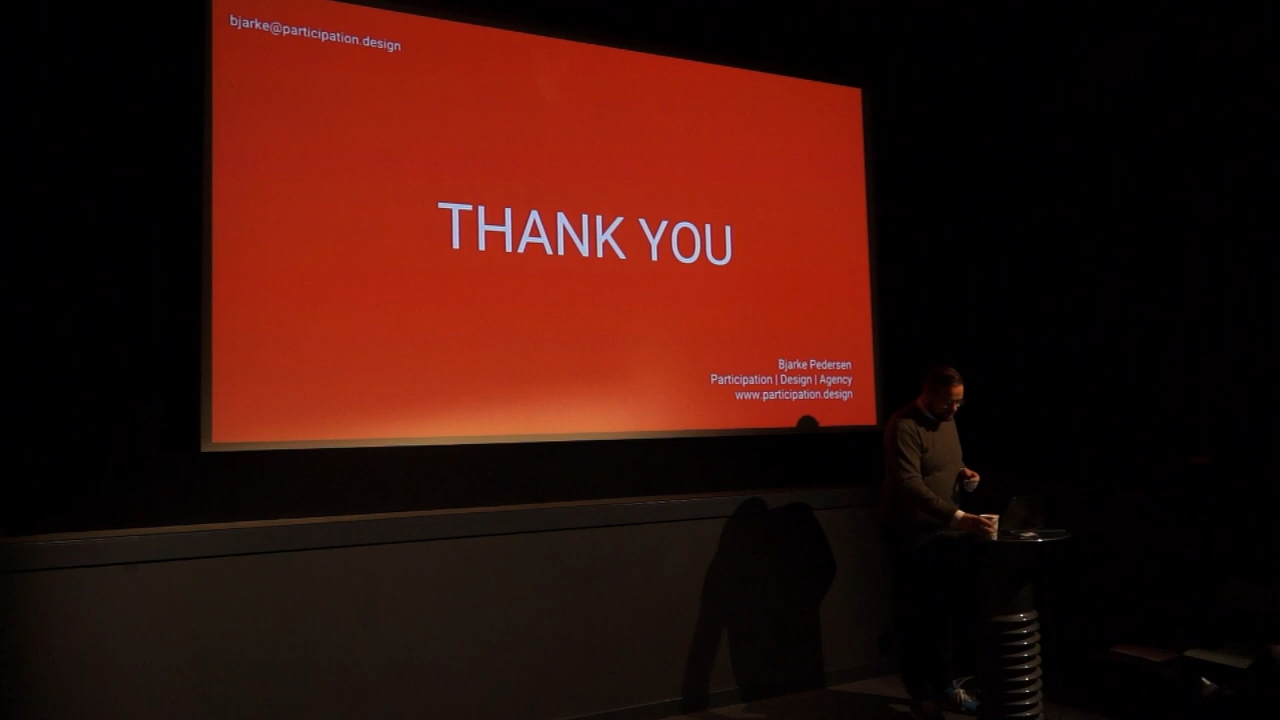 bjarke@participation.design
THANK YOU
Bjarke Pedersen
Participation | Design | Agency
www.participation.design